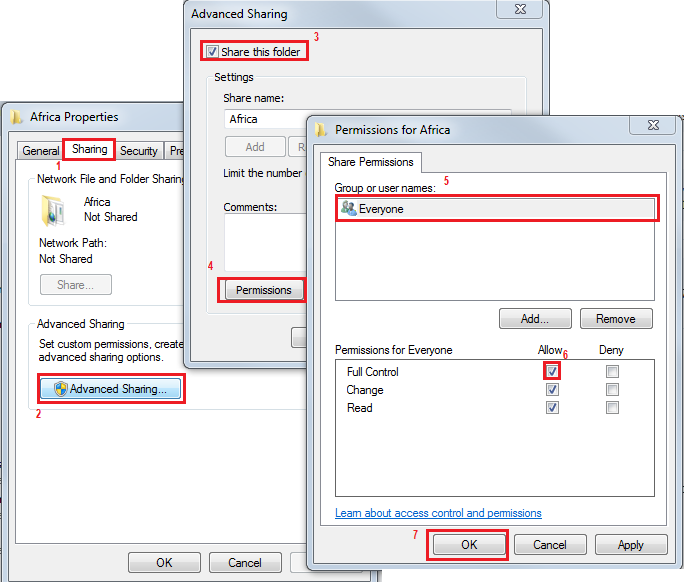 Africa Properties
General
Sharing
Security
Pre
1
Network File and Folder Sharing
Africa
Not Shared
Network Path:
Not Shared
Share...
Advanced Sharing
Set custom permissions, create
advanced sharing options.
Advanced Sharing...
2
OK
Cancel
Advanced Sharing
3
Share this folder
Settings
Share name:
Africa
Add
R
Limit the number
Comments:
4
Permissions
Permissions for Africa
Share Permissions
Group or user names:
5
Everyone
Add...
Remove
Permissions for Everyone
Allow
6
Deny
Full Control
Change
Read
Learn about access control and permissions
7
OK
Cancel
Apply